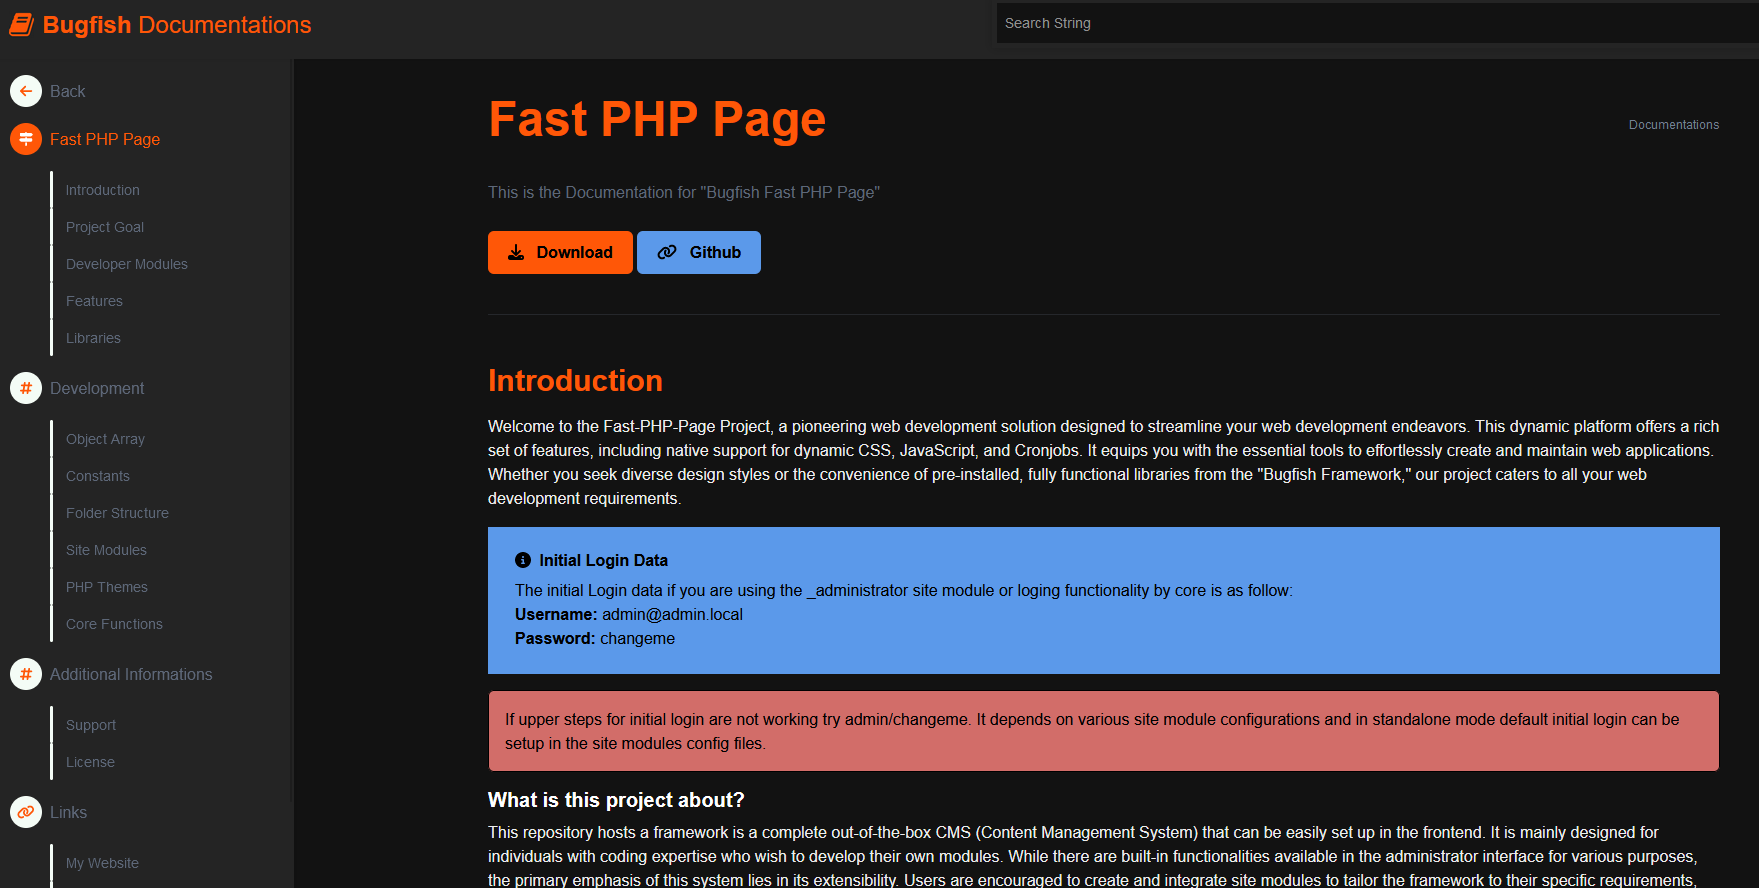 Bugfish Documentations
Search String
Back
Fast PHP Page
Introduction
Project Goal
Developer Modules
Features
Libraries
Development
Object Array
Constants
Folder Structure
Site Modules
PHP Themes
Core Functions
Additional Informations
Support
License
Links
My Website
Fast PHP Page
Documentations
This is the Documentation for "Bugfish Fast PHP Page"
Download
Github
Introduction
Welcome to the Fast-PHP-Page Project, a pioneering web development solution designed to streamline your web development endeavors. This dynamic platform offers a rich
set of features, including native support for dynamic CSS, JavaScript, and Cronjobs. It equips you with the essential tools to effortlessly create and maintain web applications.
Whether you seek diverse design styles or the convenience of pre-installed, fully functional libraries from the "Bugfish Framework," our project caters to all your web
development requirements.
Initial Login Data
The initial Login data if you are using the _administrator site module or loging functionality by core is as follow:
Username: admin@admin.local
Password: changeme
If upper steps for initial login are not working try admin/changeme. It depends on various site module configurations and in standalone mode default initial login can be
setup in the site modules config files.
What is this project about?
This repository hosts a framework is a complete out-of-the-box CMS (Content Management System) that can be easily set up in the frontend. It is mainly designed for
individuals with coding expertise who wish to develop their own modules. While there are built-in functionalities available in the administrator interface for various purposes,
the primary emphasis of this system lies in its extensibility. Users are encouraged to create and integrate site modules to tailor the framework to their specific requirements,